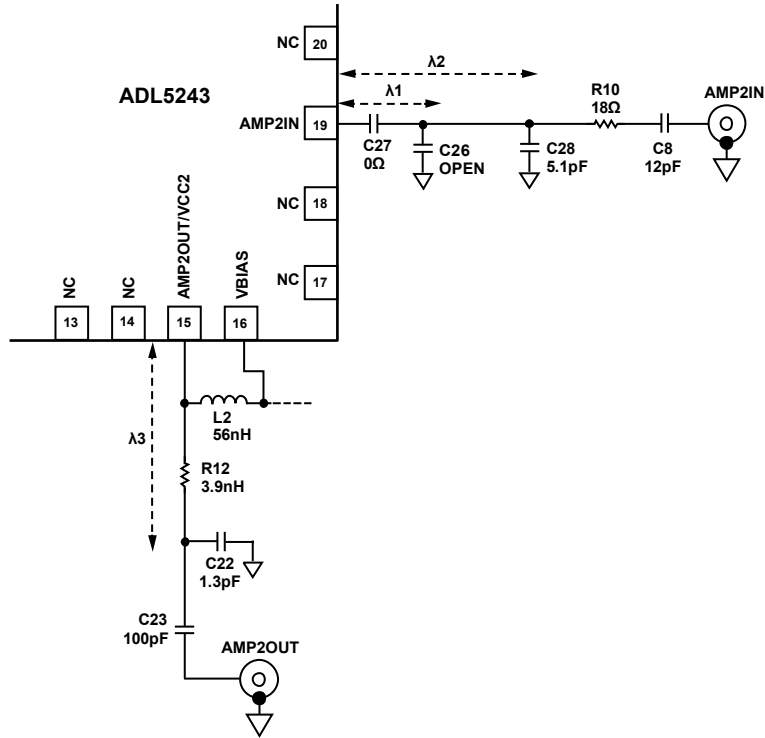 NC
20
ADL5243
λ2
λ1
R10
18Ω
AMP2IN
AMP2IN
19
C27
0Ω
C26
OPEN
C28
5.1pF
C8
12pF
NC
18
NC
17
AMP2OUT/VCC2
VBIAS
NC
NC
13
14
15
16
L2
56nH
λ3
R12
3.9nH
C22
1.3pF
C23
100pF
AMP2OUT